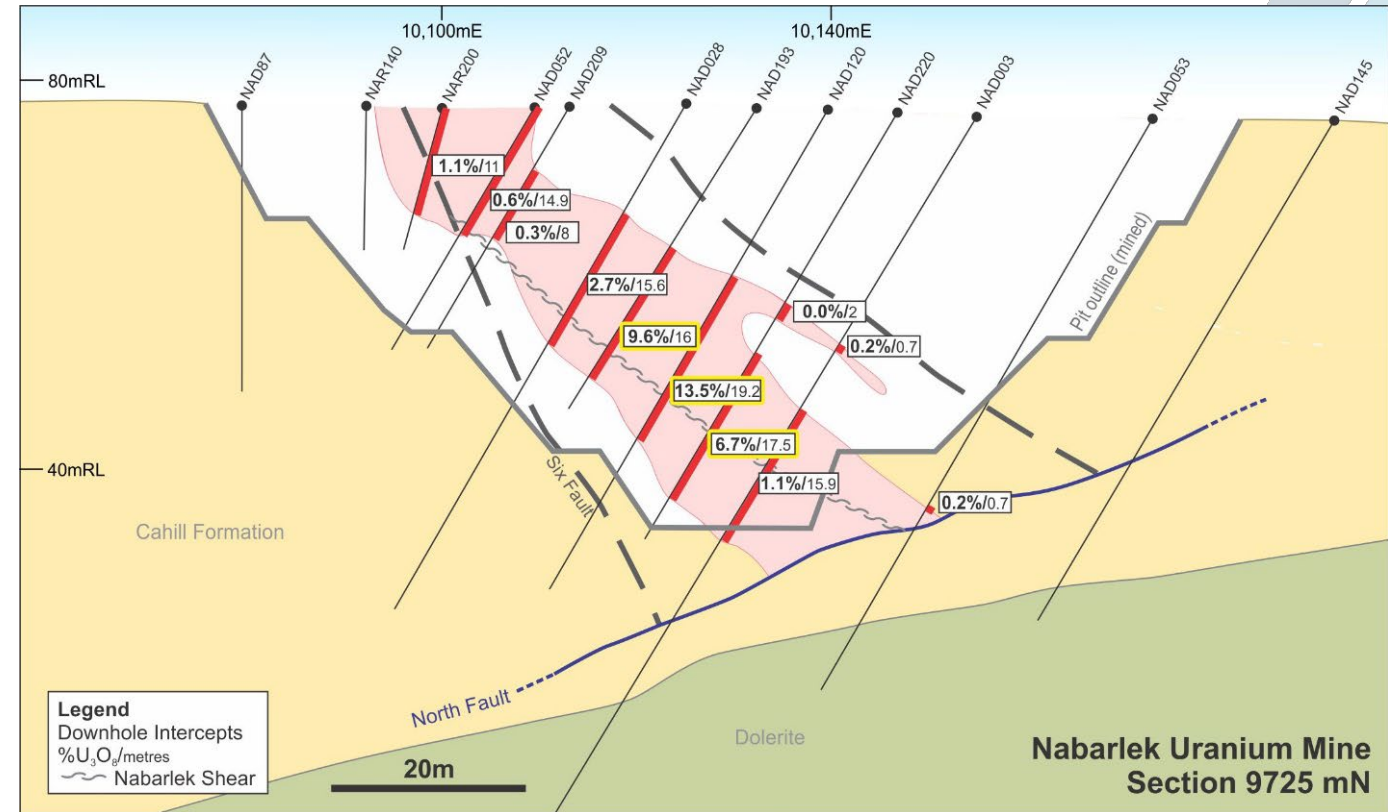 10,100mE
10,140mE
80mRL
NAD87
NAR140
NAR200
NAD052
NAD209
NAD028
NAD193
NAD120
NAD220
NAD003
NAD053
NAD145
1.1%/11
0.6%/14.9
0.3%/8
2.7%/15.6
9.6%/16
13.5%/19.2
6.7%/17.5
1.1%/15.9
0.0%/2
0.2%/0.7
0.2%/0.7
Pit outline (mined)
40mRL
Six Fault
Cahill Formation
North Fault
Dolerite
Legend
Downhole Intercepts
%U₃O₈/metres
Nabarlek Shear
20m
Nabarlek Uranium Mine
Section 9725 mN